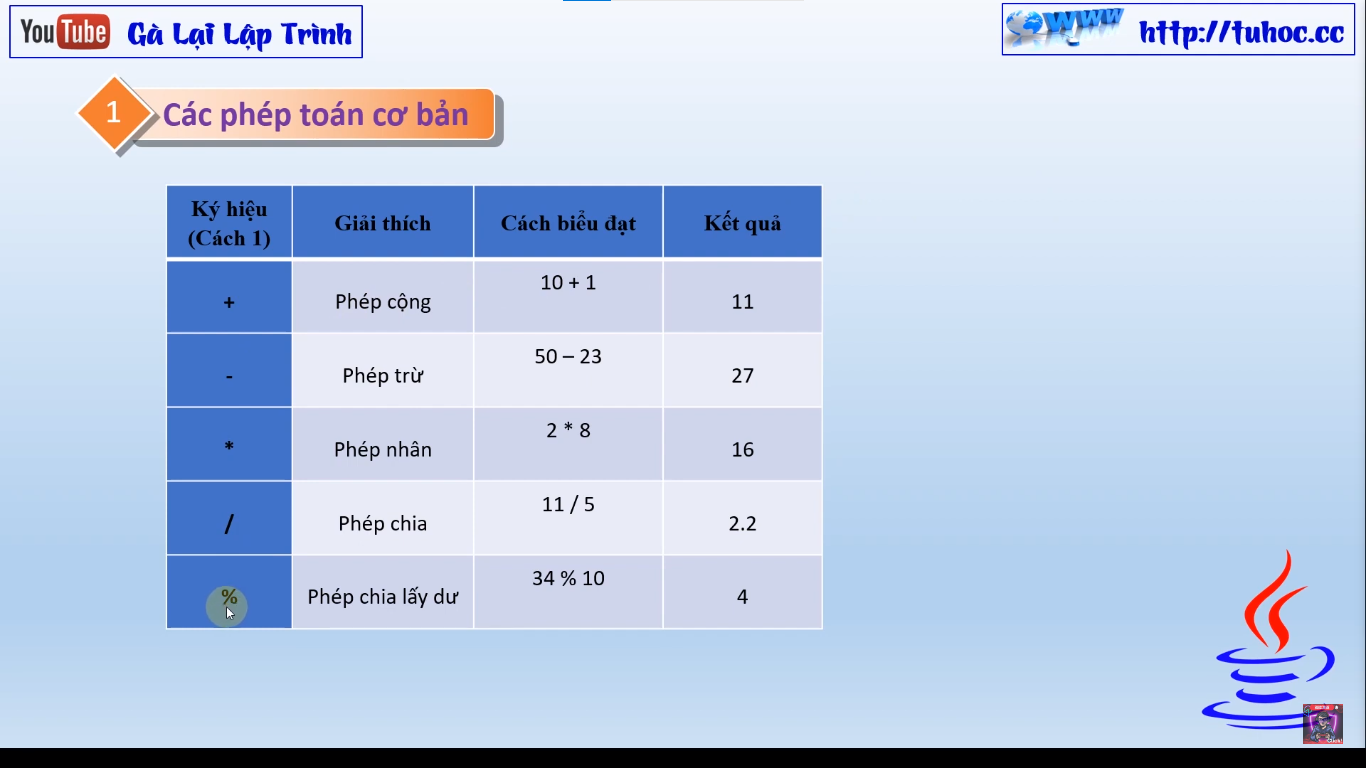 YouTube Gà Lại Lập Trình
WWW http://tuhoc.cc
1 Các phép toán cơ bản
Ký hiệu (Cách 1) Giải thích Cách biểu đạt Kết quả
+ Phép cộng 10 + 1 11
- Phép trừ 50 – 23 27
* Phép nhân 2 * 8 16
/ Phép chia 11 / 5 2.2
% Phép chia lấy dư 34 % 10 4